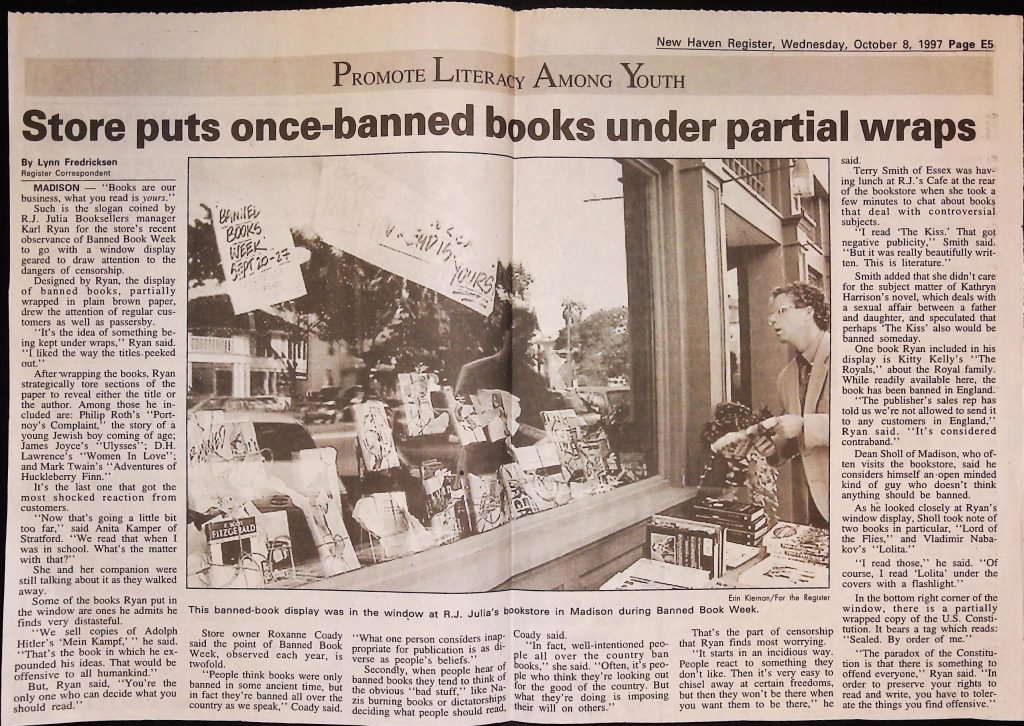 New Haven Register, Wednesday, October 8, 1997 Page E5
PROMOTE LITERACY AMONG YOUTH
Store puts once-banned books under partial wraps
By Lynn Fredricksen
Register Correspondent
MADISON — "Books are our
business, what you read is yours."
Such is the slogan coined by
R.J. Julia Booksellers manager
Karl Ryan for the store's recent
observance of Banned Book Week
to go with a window display
geared to draw attention to the
dangers of censorship.
Designed by Ryan, the display
of banned books, partially
wrapped in plain brown paper,
drew the attention of regular cus-
tomers as well as passersby.
"It's the idea of something be-
ing kept under wraps," Ryan said.
"I liked the way the titles peeked
out."
After wrapping the books, Ryan
strategically tore sections of the
paper to reveal either the title or
the author. Among those he in-
cluded are: Philip Roth's "Port-
noy's Complaint," the story of a
young Jewish boy coming of age;
James Joyce's "Ulysses"; D.H.
Lawrence's "Women In Love";
and Mark Twain's "Adventures of
Huckleberry Finn."
It's the last one that got the
most shocked reaction from
customers.
"Now that's going a little bit
too far," said Anita Kamper of
Stratford. "We read that when I
was in school. What's the matter
with that?"
She and her companion were
still talking about it as they walked
away.
Some of the books Ryan put in
the window are ones he admits he
finds very distasteful.
"We sell copies of Adolph
Hitler's 'Mein Kampf,' " he said.
"That's the book in which he ex-
pounded his ideas. That would be
offensive to all humankind."
But, Ryan said, "You're the
only one who can decide what you
should read."
BANNED
BOOKS
WEEK
SEPT 20-27
YOURS
FITZGERALD
Erin Kiernan/For the Register
This banned-book display was in the window at R.J. Julia's bookstore in Madison during Banned Book Week.
Store owner Roxanne Coady
said the point of Banned Book
Week, observed each year, is
twofold.
"People think books were only
banned in some ancient time, but
in fact they're banned all over the
country as we speak," Coady said.
"What one person considers inap-
propriate for publication is as di-
verse as people's beliefs."
Secondly, when people hear of
banned books they tend to think of
the obvious "bad stuff," like Na-
zis burning books or dictatorships
deciding what people should read,
Coady said.
"In fact, well-intentioned peo-
ple all over the country ban
books," she said. "Often, it's peo-
ple who think they're looking out
for the good of the country. But
what they're doing is imposing
their will on others."
That's the part of censorship
that Ryan finds most worrying.
"It starts in an incidious way.
People react to something they
don't like. Then it's very easy to
chisel away at certain freedoms,
but then they won't be there when
you want them to be there," he
said.
Terry Smith of Essex was hav-
ing lunch at R.J.'s Cafe at the rear
of the bookstore when she took a
few minutes to chat about books
that deal with controversial
subjects.
"I read 'The Kiss.' That got
negative publicity," Smith said.
"But it was really beautifully writ-
ten. This is literature."
Smith added that she didn't care
for the subject matter of Kathryn
Harrison's novel, which deals with
a sexual affair between a father
and daughter, and speculated that
perhaps 'The Kiss' also would be
banned someday.
One book Ryan included in his
display is Kitty Kelly's "The
Royals," about the Royal family.
While readily available here, the
book has been banned in England.
"The publisher's sales rep has
told us we're not allowed to send it
to any customers in England,"
Ryan said. "It's considered
contraband."
Dean Sholl of Madison, who of-
ten visits the bookstore, said he
considers himself an open minded
kind of guy who doesn't think
anything should be banned.
As he looked closely at Ryan's
window display, Sholl took note of
two books in particular, "Lord of
the Flies," and Vladimir Naba-
kov's "Lolita."
"I read those," he said. "Of
course, I read 'Lolita' under the
covers with a flashlight."
In the bottom right corner of the
window, there is a partially
wrapped copy of the U.S. Consti-
tution. It bears a tag which reads:
"Sealed. By order of me."
"The paradox of the Constitu-
tion is that there is something to
offend everyone," Ryan said. "In
order to preserve your rights to
read and write, you have to toler-
ate the things you find offensive."